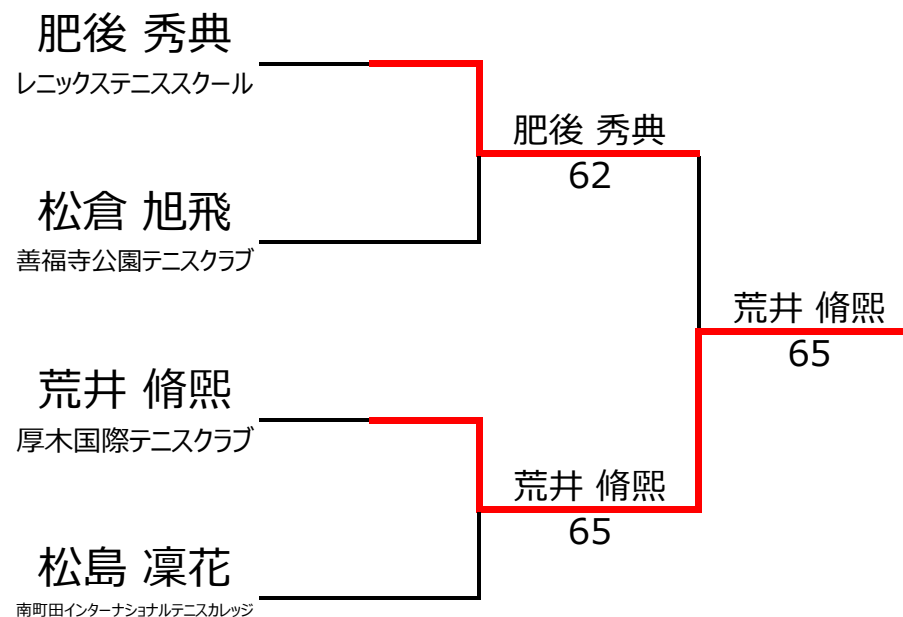 肥後 秀典
レニックステニススクール
肥後 秀典
62
松倉 旭飛
善福寺公園テニスクラブ
荒井 脩熙
65
荒井 脩熙
厚木国際テニスクラブ
荒井 脩熙
65
松島 凜花
南町田インターナショナルテニスカレッジ